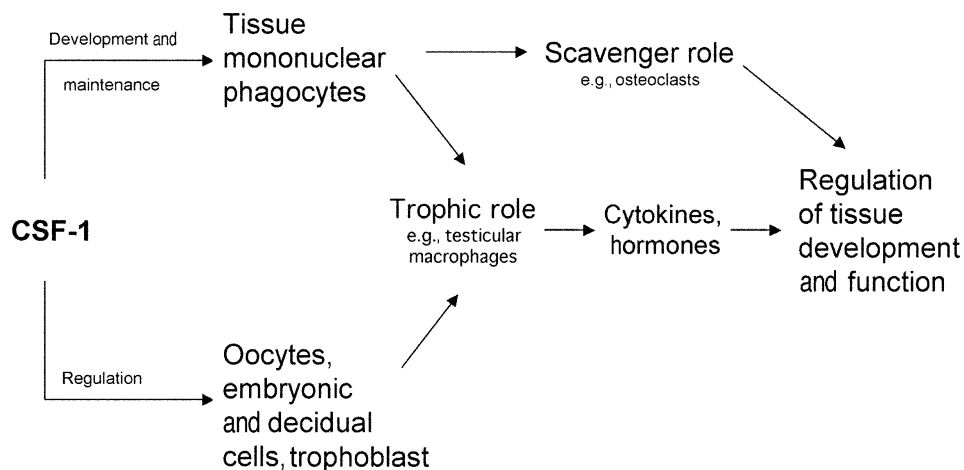 Development and
maintenance
Tissue
mononuclear
phagocytes
Scavenger role
e.g., osteoclasts
CSF-1
Trophic role
e.g., testicular
macrophages
Cytokines,
hormones
Regulation
of tissue
development
and function
Regulation
Oocytes,
embryonic
and decidual
cells, trophoblast